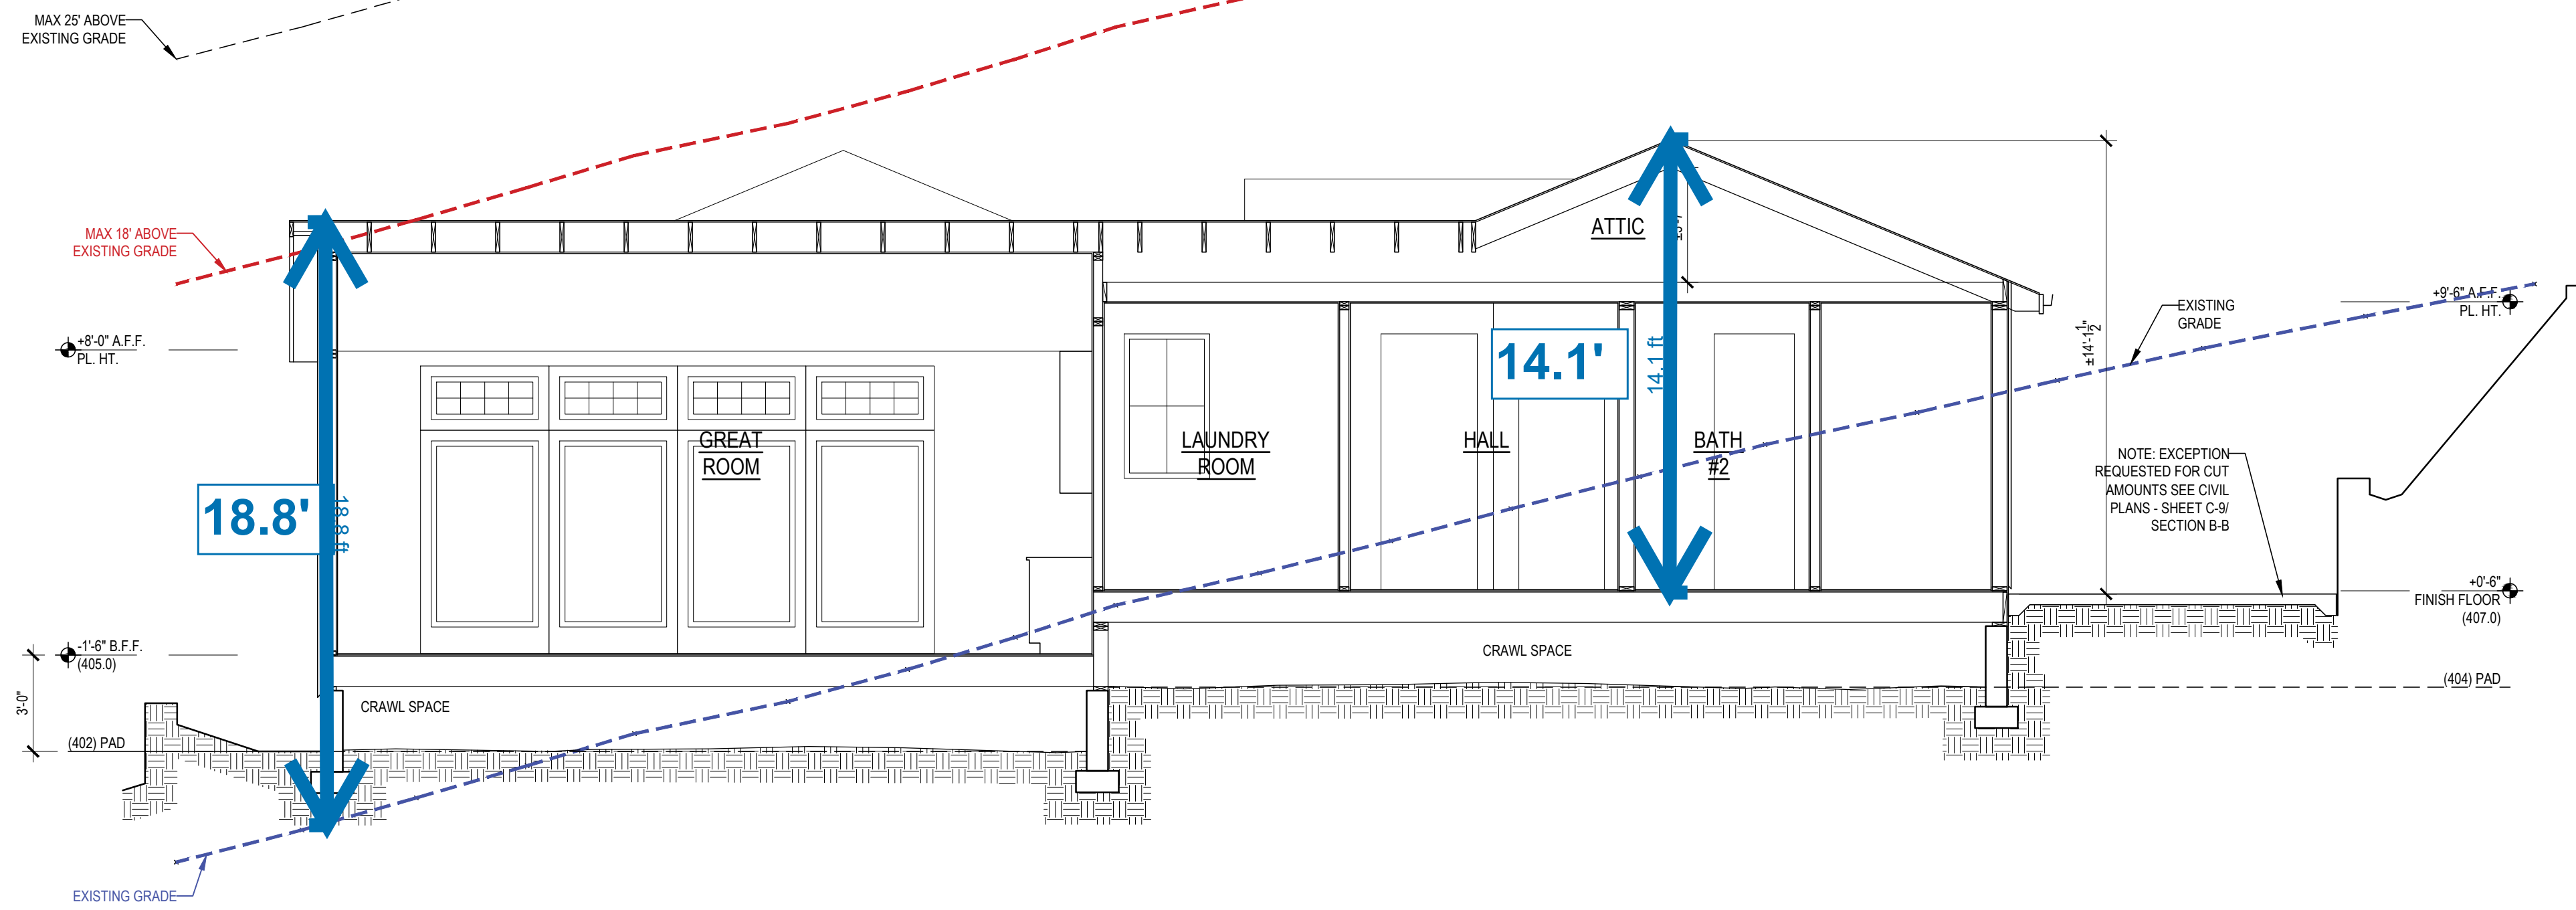 MAX 25' ABOVE
EXISTING GRADE
MAX 18' ABOVE
EXISTING GRADE
+8'-0" A.F.F.
PL. HT.
18.8'
18.8 ft
GREAT
ROOM
-1'-6" B.F.F.
(405.0)
3'-0"
(402) PAD
CRAWL SPACE
EXISTING GRADE
ATTIC
14.1'
14.1 ft
LAUNDRY
ROOM
HALL
BATH
#2
CRAWL SPACE
±14'-1 1/2"
EXISTING
GRADE
+9'-6" A.F.F.
PL. HT.
NOTE: EXCEPTION
REQUESTED FOR CUT
AMOUNTS SEE CIVIL
PLANS - SHEET C-9/
SECTION B-B
+0'-6"
FINISH FLOOR
(407.0)
(404) PAD